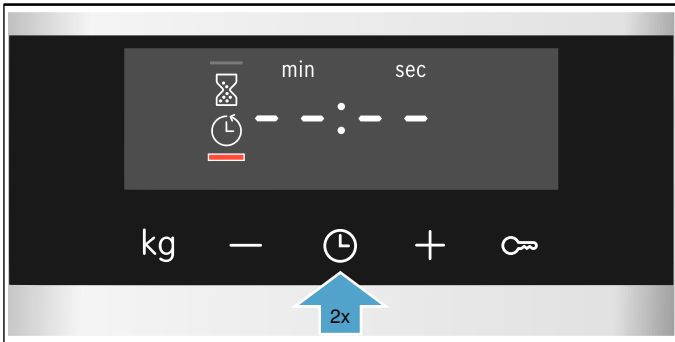 min sec
– – : – –
kg − +
2x